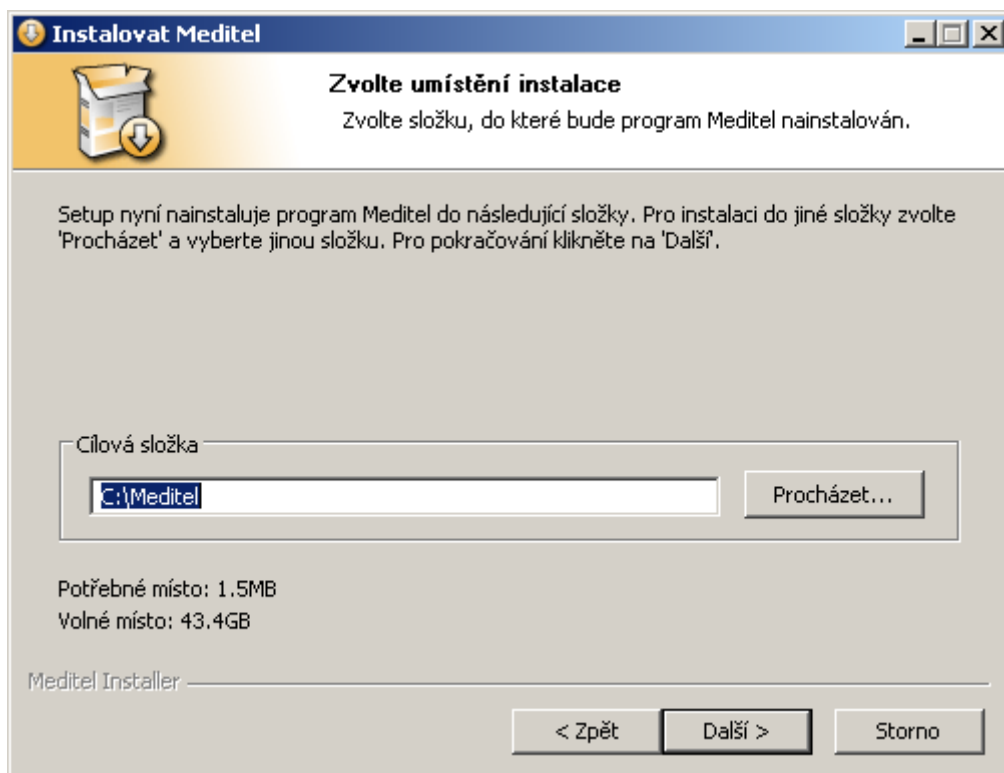 Instalovat Meditel
Zvolte umístění instalace
Zvolte složku, do které bude program Meditel nainstalován.
Setup nyní nainstaluje program Meditel do následující složky. Pro instalaci do jiné složky zvolte
'Procházet' a vyberte jinou složku. Pro pokračování klikněte na 'Další'.
Cílová složka
C:\Meditel
Procházet...
Potřebné místo: 1.5MB
Volné místo: 43.4GB
Meditel Installer
< Zpět
Další >
Storno